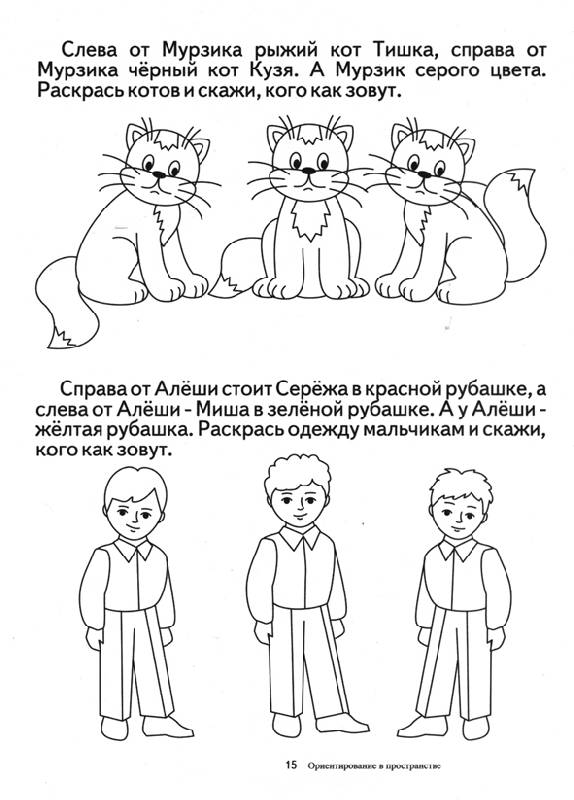 Слева от Мурзика рыжий кот Тишка, справа от
Мурзика чёрный кот Кузя. А Мурзик серого цвета.
Раскрась котов и скажи, кого как зовут.
Справа от Алёши стоит Серёжа в красной рубашке, а
слева от Алёши - Миша в зелёной рубашке. А у Алёши -
жёлтая рубашка. Раскрась одежду мальчикам и скажи,
кого как зовут.
15 Ориентирование в пространстве